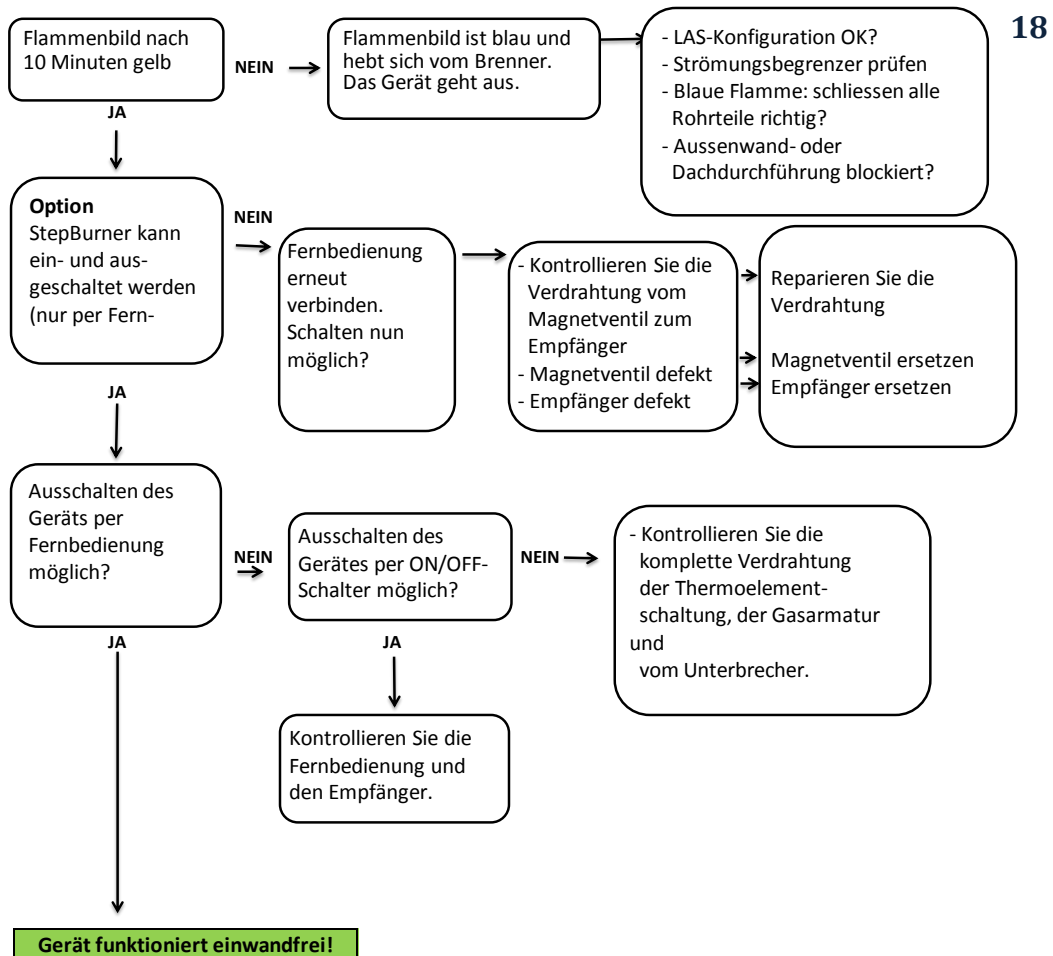 18
Flammenbild nach
10 Minuten gelb
NEIN
Flammenbild ist blau und
hebt sich vom Brenner.
Das Gerät geht aus.
- LAS-Konfiguration OK?
- Strömungsbegrenzer prüfen
- Blaue Flamme: schliessen alle
Rohrteile richtig?
- Aussenwand- oder
Dachdurchführung blockiert?
JA
Option
StepBurner kann
ein- und aus-
geschaltet werden
(nur per Fern-
NEIN
Fernbedienung
erneut
verbinden.
Schalten nun
möglich?
- Kontrollieren Sie die
Verdrahtung vom
Magnetventil zum
Empfänger
- Magnetventil defekt
- Empfänger defekt
Reparieren Sie die
Verdrahtung
Magnetventil ersetzen
Empfänger ersetzen
JA
Ausschalten des
Geräts per
Fernbedienung
möglich?
NEIN
Ausschalten des
Gerätes per ON/OFF-
Schalter möglich?
NEIN
- Kontrollieren Sie die
komplette Verdrahtung
der Thermoelement-
schaltung, der Gasarmatur
und
vom Unterbrecher.
JA
JA
Kontrollieren Sie die
Fernbedienung und
den Empfänger.
Gerät funktioniert einwandfrei!